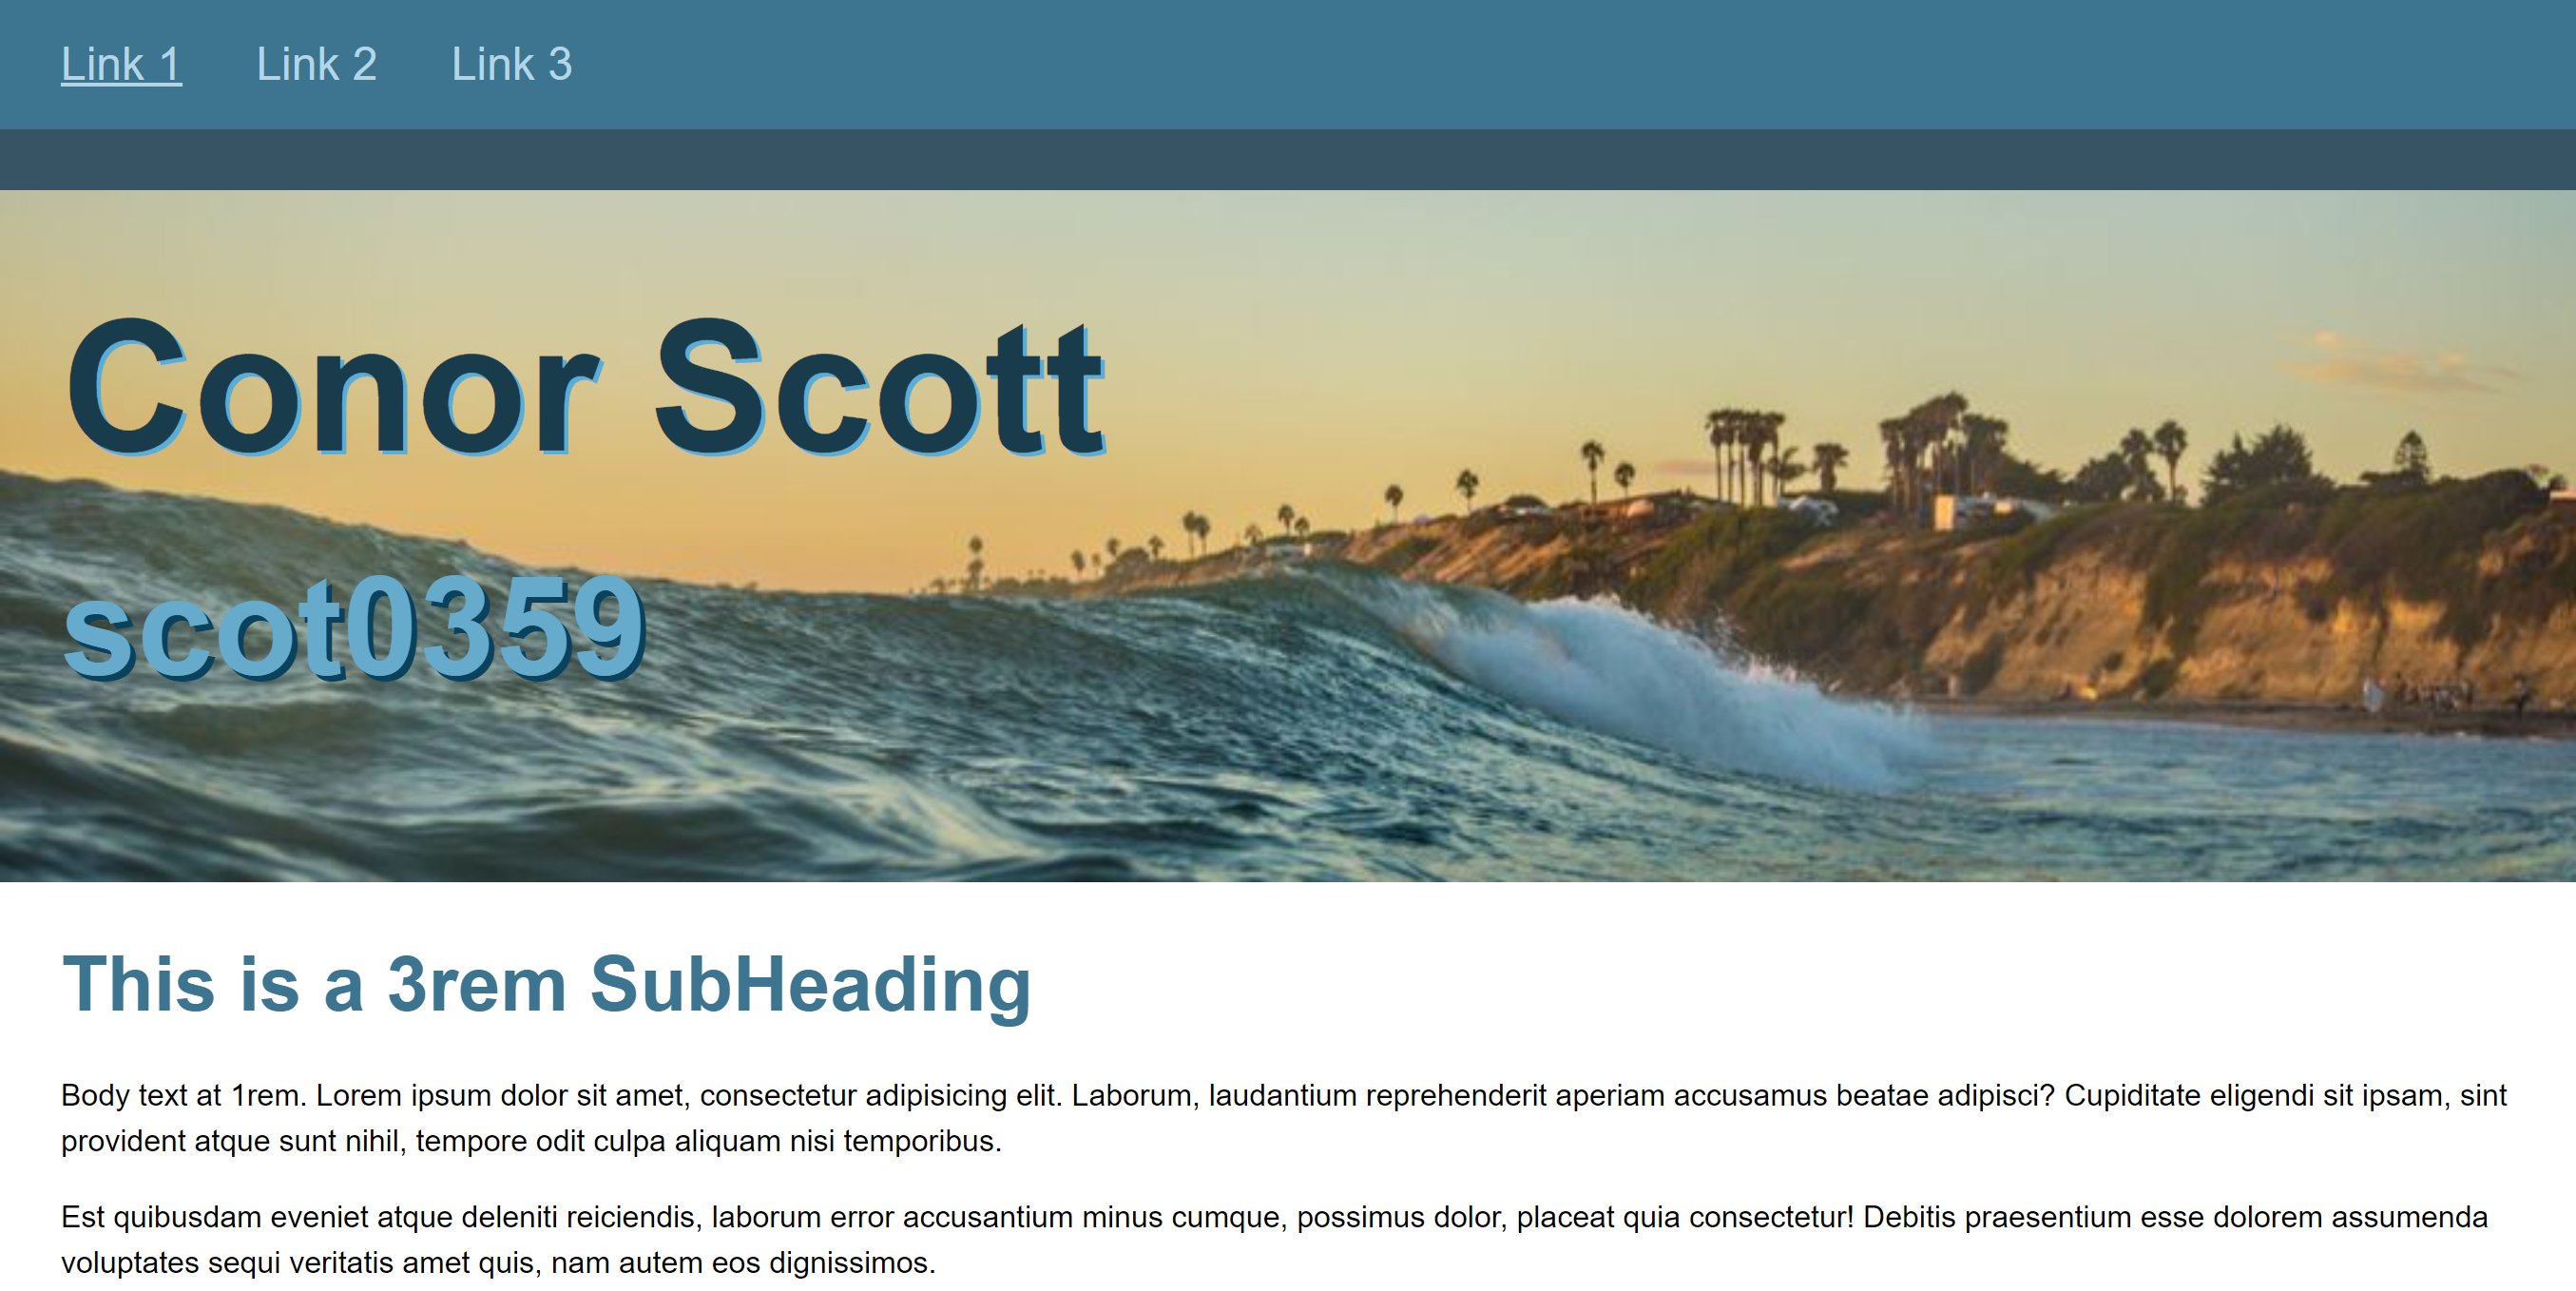 Link 1 Link 2 Link 3
Conor Scott
scot0359
This is a 3rem SubHeading
Body text at 1rem. Lorem ipsum dolor sit amet, consectetur adipisicing elit. Laborum, laudantium reprehenderit aperiam accusamus beatae adipisci? Cupiditate eligendi sit ipsam, sint
provident atque sunt nihil, tempore odit culpa aliquam nisi temporibus.
Est quibusdam eveniet atque deleniti reiciendis, laborum error accusantium minus cumque, possimus dolor, placeat quia consectetur! Debitis praesentium esse dolorem assumenda
voluptates sequi veritatis amet quis, nam autem eos dignissimos.